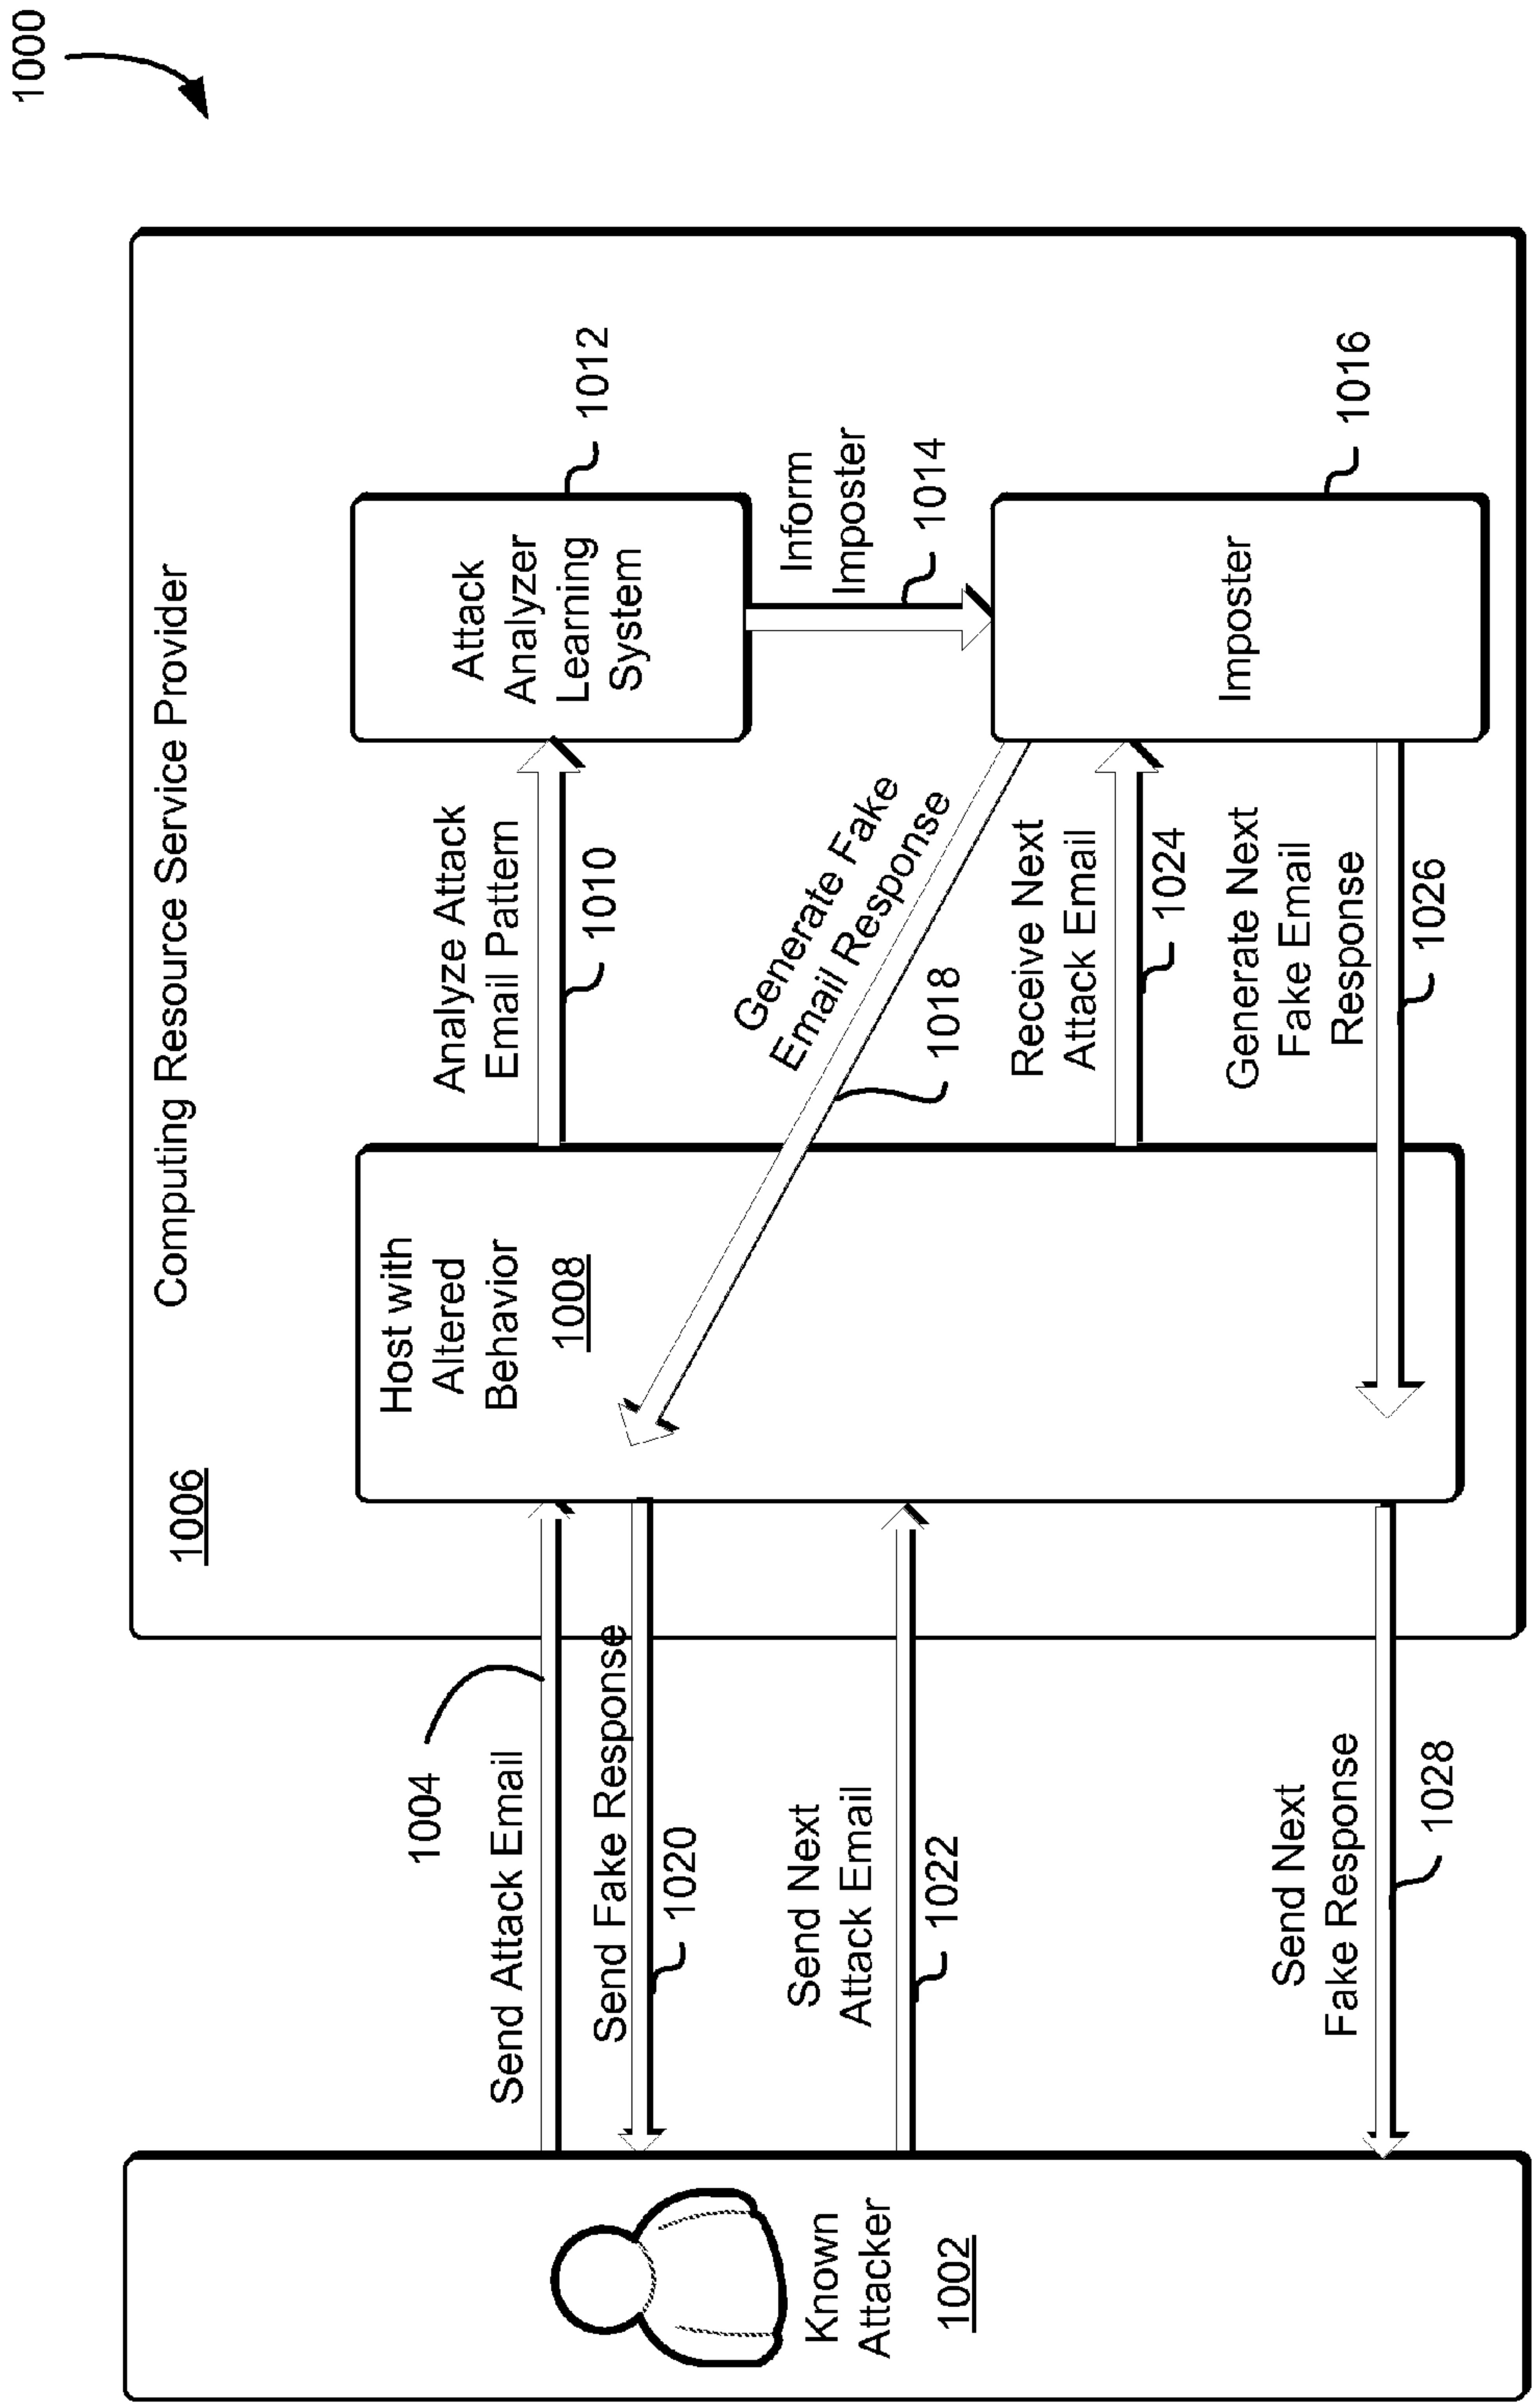 1000
Computing Resource Service Provider
1006
Known
Attacker
1002
1004
Send Attack Email
Send Fake Response
1020
Send Next
Attack Email
1022
Send Next
Fake Response
1028
Host with
Altered
Behavior
1008
Analyze Attack
Email Pattern
1010
Generate Fake
Email Response
1018
Receive Next
Attack Email
1024
Generate Next
Fake Email
Response
1026
Attack
Analyzer
Learning
System
1012
Inform
Imposter
1014
Imposter
1016